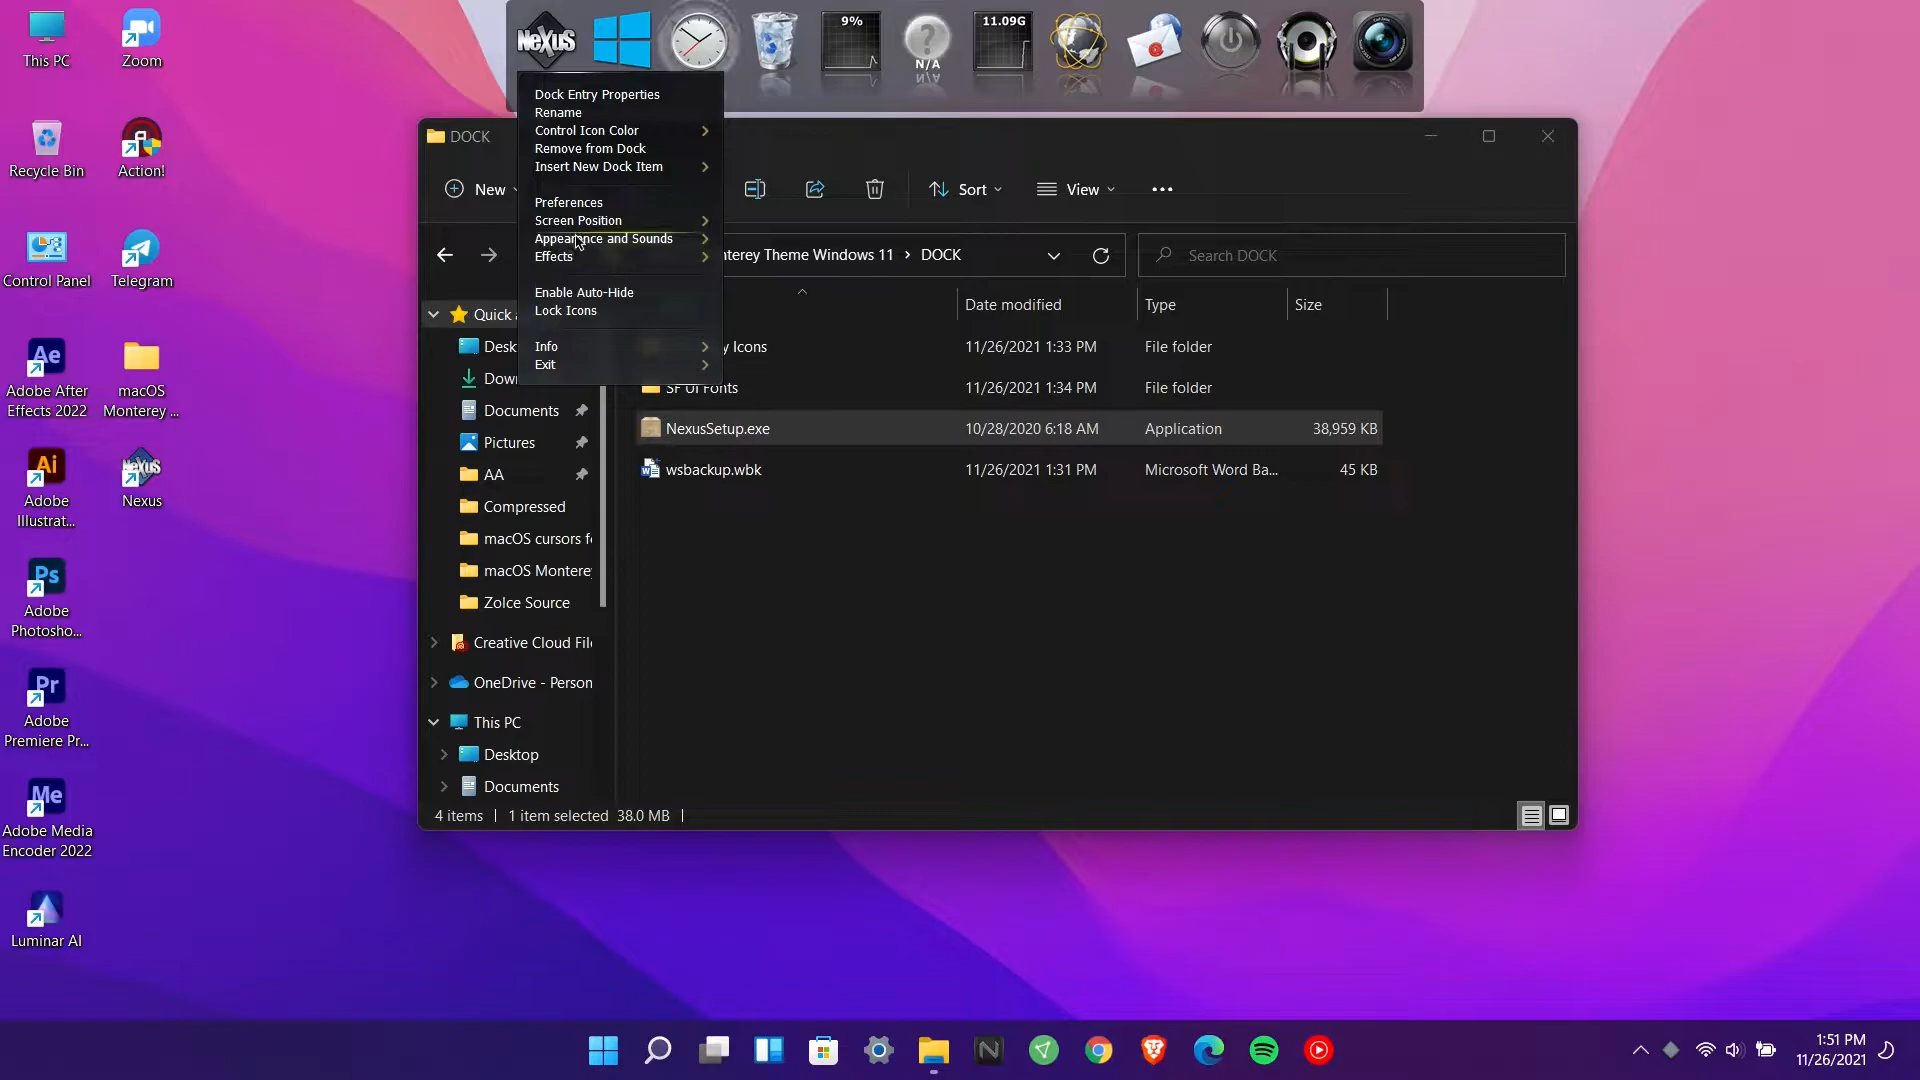 This PC
Zoom
Recycle Bin
Action!
Control Panel
Telegram
Adobe After
Effects 2022
macOS
Monterey ...
Adobe
Illustrat...
Nexus
Adobe
Photosho...
Adobe
Premiere Pr...
Adobe Media
Encoder 2022
Luminar AI
Ae
Ai
Ps
Pr
Me
NeXuS
9%
?
N/A
11.09G
Dock Entry Properties
Rename
Control Icon Color
Remove from Dock
Insert New Dock Item
Preferences
Screen Position
Appearance and Sounds
Effects
Enable Auto-Hide
Lock Icons
Info
Exit
DOCK
New
Sort
View
nterey Theme Windows 11 > DOCK
Search DOCK
Date modified
Type
Size
y Icons
11/26/2021 1:33 PM
File folder
SF UI Fonts
11/26/2021 1:34 PM
File folder
NexusSetup.exe
10/28/2020 6:18 AM
Application
38,959 KB
wsbackup.wbk
11/26/2021 1:31 PM
Microsoft Word Ba...
45 KB
Quick a
Desk
Down
Documents
Pictures
AA
Compressed
macOS cursors f
macOS Montere
Zolce Source
Creative Cloud File
OneDrive - Person
This PC
Desktop
Documents
4 items
1 item selected 38.0 MB
1:51 PM
11/26/2021